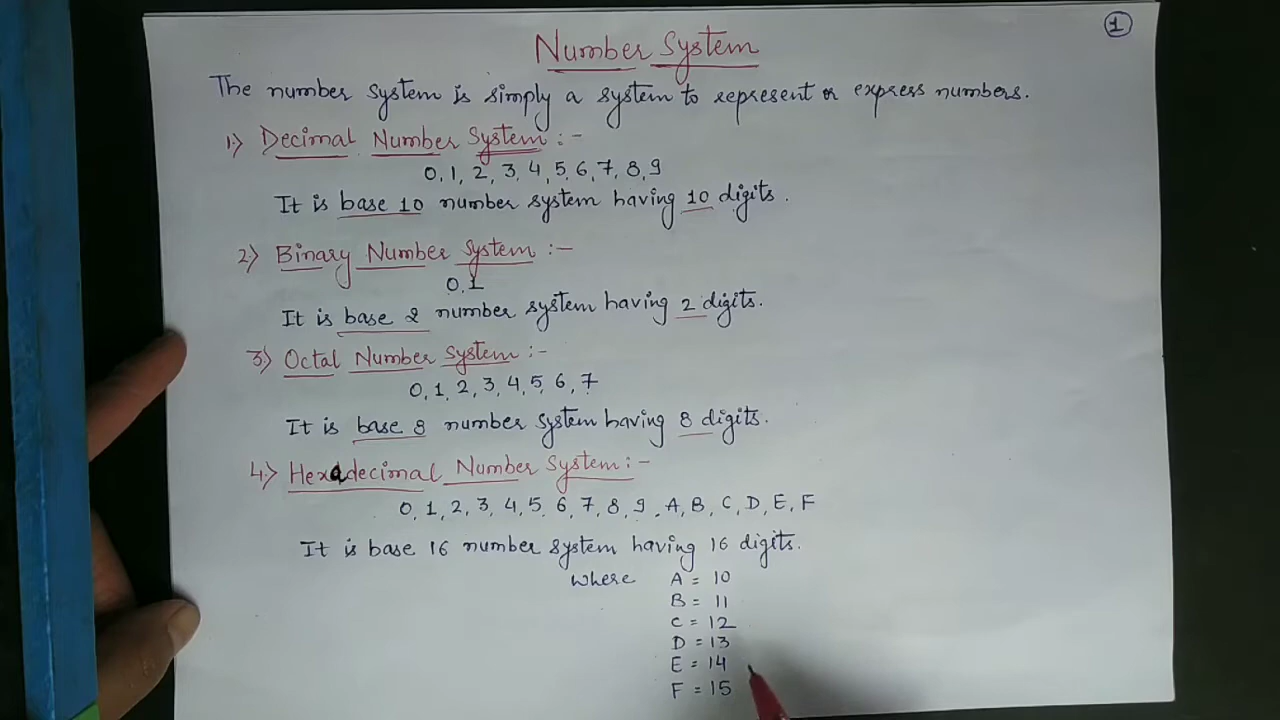 1
Number System
The number system is simply a system to represent or express numbers.
1.) Decimal Number System :-
0, 1, 2, 3, 4, 5, 6, 7, 8, 9
It is base 10 number system having 10 digits.
2.) Binary Number System :-
0, 1
It is base 2 number system having 2 digits.
3.) Octal Number System :-
0, 1, 2, 3, 4, 5, 6, 7
It is base 8 number system having 8 digits.
4.) Hexadecimal Number System :-
0, 1, 2, 3, 4, 5, 6, 7, 8, 9, A, B, C, D, E, F
It is base 16 number system having 16 digits.
where A = 10
B = 11
C = 12
D = 13
E = 14
F = 15